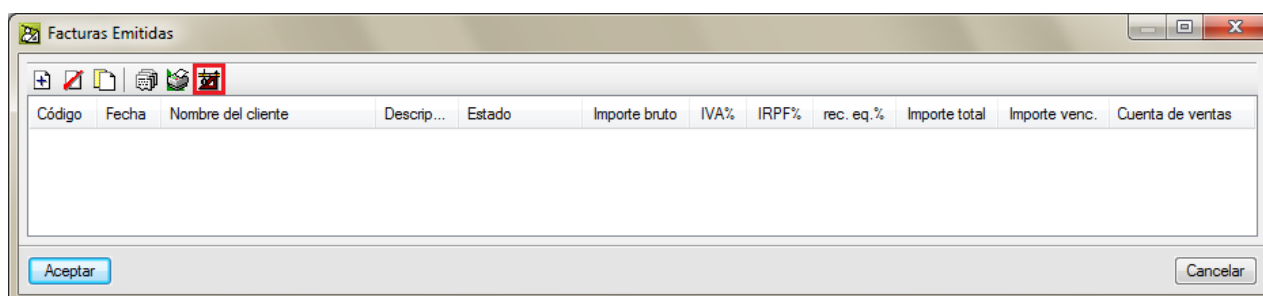 Facturas Emitidas
Código Fecha Nombre del cliente Descrip... Estado Importe bruto IVA% IRPF% rec. eq.% Importe total Importe venc. Cuenta de ventas
Aceptar Cancelar